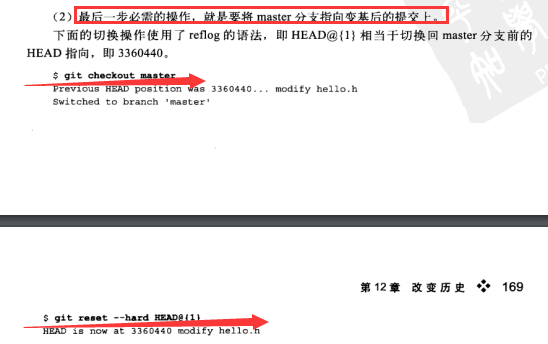 （2）最后一步必需的操作，就是要将 master 分支指向变基后的提交上。
下面的切换操作使用了 reflog 的语法，即 HEAD@{1} 相当于切换回 master 分支前的
HEAD 指向，即 3360440。
$ git checkout master
Previous HEAD position was 3360440... modify hello.h
Switched to branch 'master'
第 12 章 改变历史 ❖ 169
$ git reset --hard HEAD@{1}
HEAD is now at 3360440 modify hello.h